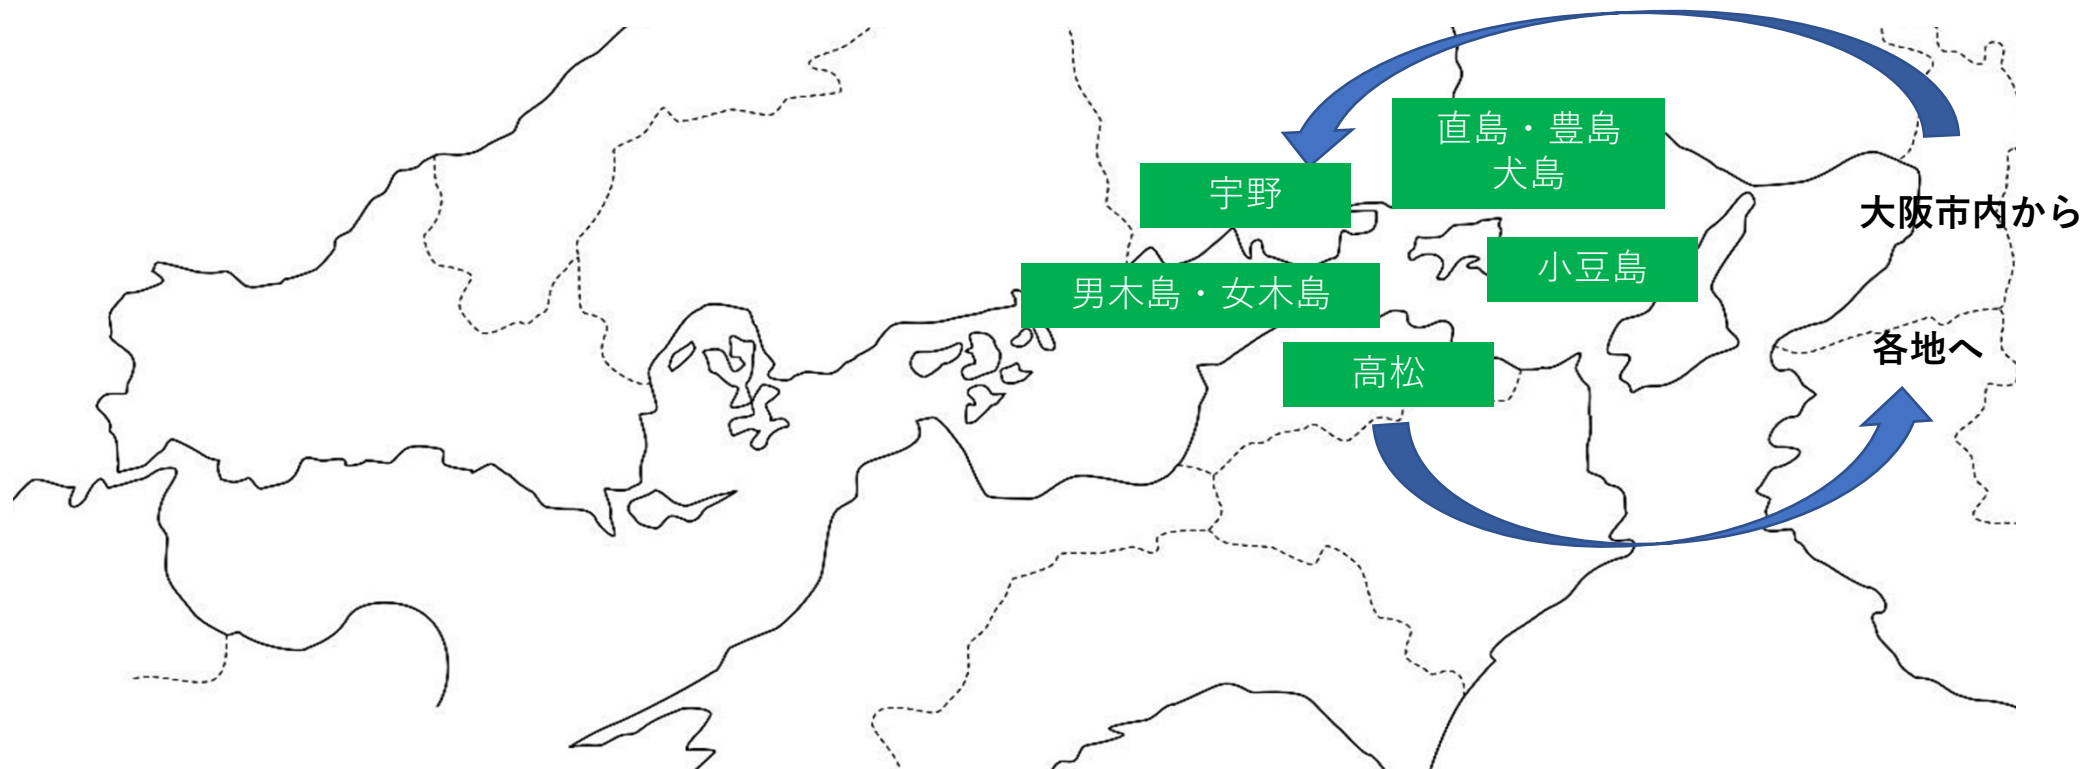 直島・豊島
犬島
宇野
大阪市内から
小豆島
男木島・女木島
各地へ
高松